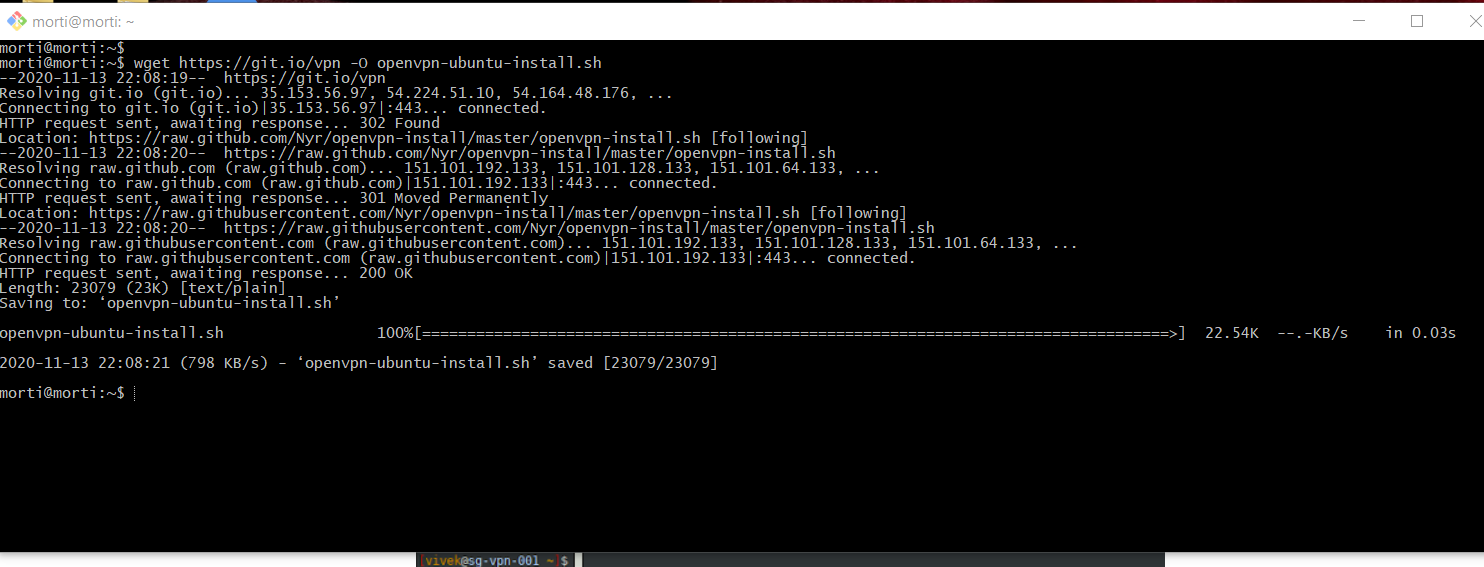 morti@morti: ~
morti@morti:~$
morti@morti:~$ wget https://git.io/vpn -O openvpn-ubuntu-install.sh
--2020-11-13 22:08:19--  https://git.io/vpn
Resolving git.io (git.io)... 35.153.56.97, 54.224.51.10, 54.164.48.176, ...
Connecting to git.io (git.io)|35.153.56.97|:443... connected.
HTTP request sent, awaiting response... 302 Found
Location: https://raw.github.com/Nyr/openvpn-install/master/openvpn-install.sh [following]
--2020-11-13 22:08:20--  https://raw.github.com/Nyr/openvpn-install/master/openvpn-install.sh
Resolving raw.github.com (raw.github.com)... 151.101.192.133, 151.101.128.133, 151.101.64.133, ...
Connecting to raw.github.com (raw.github.com)|151.101.192.133|:443... connected.
HTTP request sent, awaiting response... 301 Moved Permanently
Location: https://raw.githubusercontent.com/Nyr/openvpn-install/master/openvpn-install.sh [following]
--2020-11-13 22:08:20--  https://raw.githubusercontent.com/Nyr/openvpn-install/master/openvpn-install.sh
Resolving raw.githubusercontent.com (raw.githubusercontent.com)... 151.101.192.133, 151.101.128.133, 151.101.64.133, ...
Connecting to raw.githubusercontent.com (raw.githubusercontent.com)|151.101.192.133|:443... connected.
HTTP request sent, awaiting response... 200 OK
Length: 23079 (23K) [text/plain]
Saving to: ‘openvpn-ubuntu-install.sh’
openvpn-ubuntu-install.sh                 100%[===================================================================================>]  22.54K  --.-KB/s    in 0.03s
2020-11-13 22:08:21 (798 KB/s) - ‘openvpn-ubuntu-install.sh’ saved [23079/23079]
morti@morti:~$
vivek@sg-vpn-001 ~ $